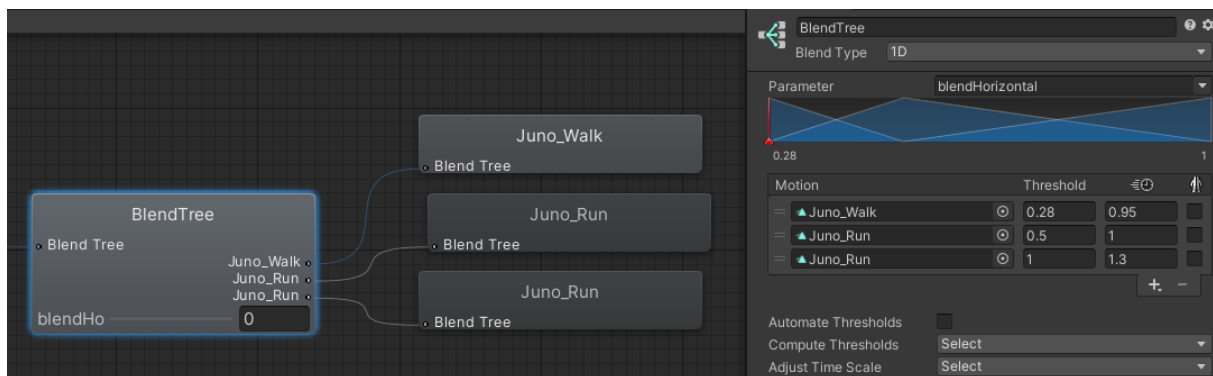 Juno_Walk
Blend Tree
BlendTree
Blend Tree
Juno_Walk
Juno_Run
Juno_Run
blendHo 0
Juno_Run
Blend Tree
Juno_Run
Blend Tree
BlendTree
Blend Type 1D
Parameter blendHorizontal
0.28 1
Motion Threshold
Juno_Walk 0.28 0.95
Juno_Run 0.5 1
Juno_Run 1 1.3
Automate Thresholds
Compute Thresholds Select
Adjust Time Scale Select